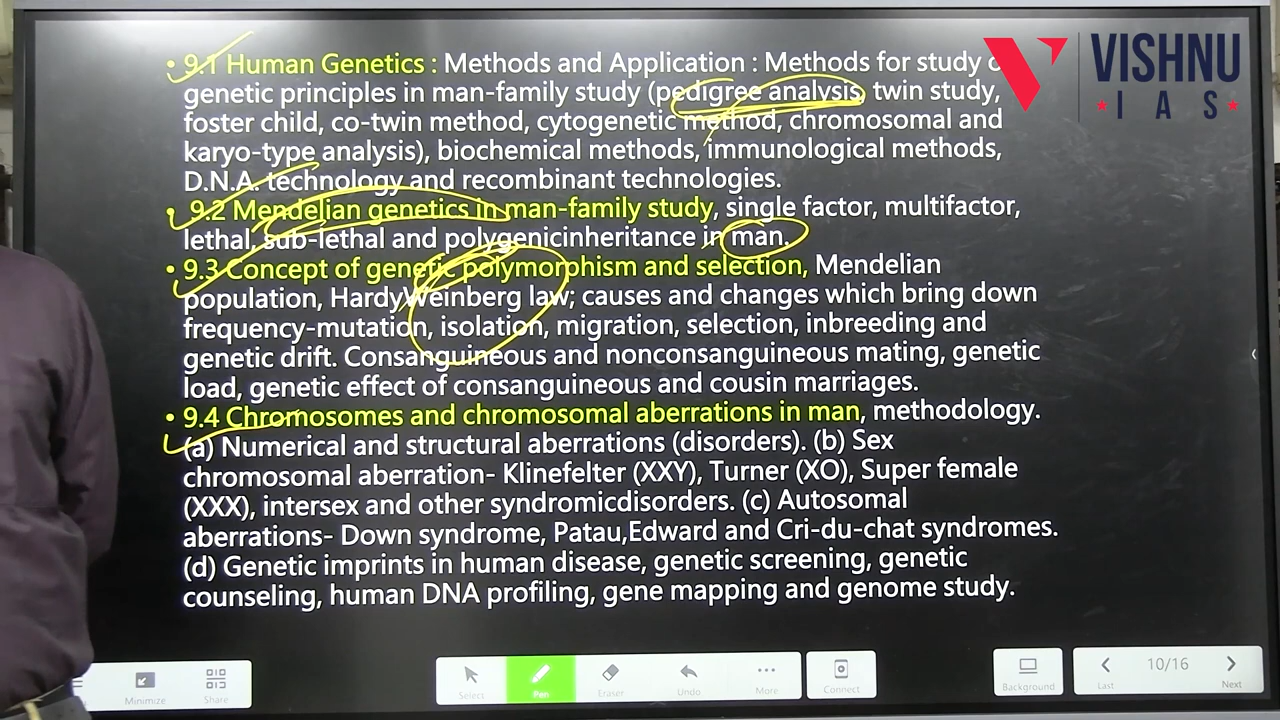 • 9.1 Human Genetics : Methods and Application : Methods for study
genetic principles in man-family study (pedigree analysis, twin study,
foster child, co-twin method, cytogenetic method, chromosomal and
karyo-type analysis), biochemical methods, immunological methods,
D.N.A. technology and recombinant technologies.
• 9.2 Mendelian genetics in man-family study, single factor, multifactor,
lethal, sub-lethal and polygenicinheritance in man.
• 9.3 Concept of genetic polymorphism and selection, Mendelian
population, HardyWeinberg law; causes and changes which bring down
frequency-mutation, isolation, migration, selection, inbreeding and
genetic drift. Consanguineous and nonconsanguineous mating, genetic
load, genetic effect of consanguineous and cousin marriages.
• 9.4 Chromosomes and chromosomal aberrations in man, methodology.
(a) Numerical and structural aberrations (disorders). (b) Sex
chromosomal aberration- Klinefelter (XXY), Turner (XO), Super female
(XXX), intersex and other syndromicdisorders. (c) Autosomal
aberrations- Down syndrome, Patau,Edward and Cri-du-chat syndromes.
(d) Genetic imprints in human disease, genetic screening, genetic
counseling, human DNA profiling, gene mapping and genome study.
VISHNU
IAS
Minimize Share Select Pen Eraser Undo More Connect Background Last 10/16 Next